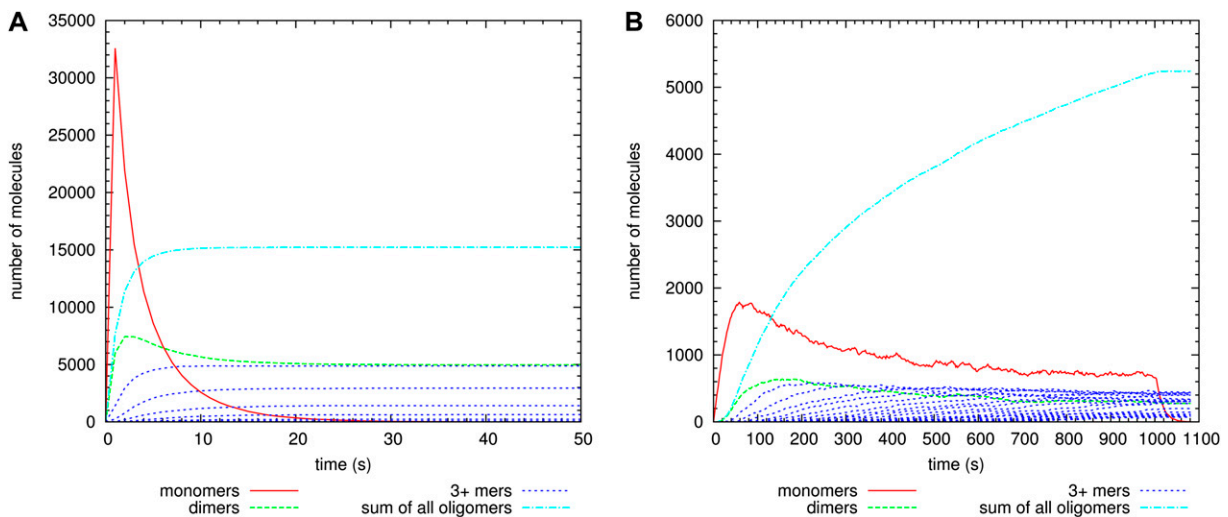 A
number of molecules
40000
35000
30000
25000
20000
15000
10000
5000
0
0 10 20 30 40 50
time (s)
monomers
dimers
3+ mers
sum of all oligomers
B
number of molecules
6000
5000
4000
3000
2000
1000
0
0 100 200 300 400 500 600 700 800 900 1000 1100
time (s)
monomers
dimers
3+ mers
sum of all oligomers